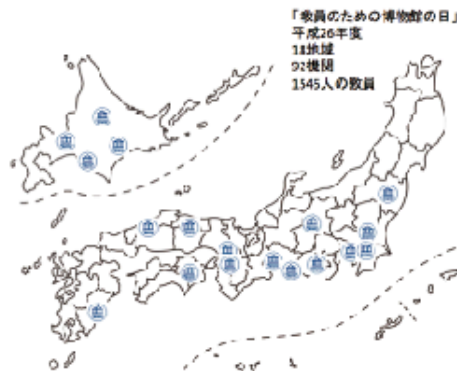 「教員のための博物館の日」
平成26年度
18地域
92機関
1545人の教員